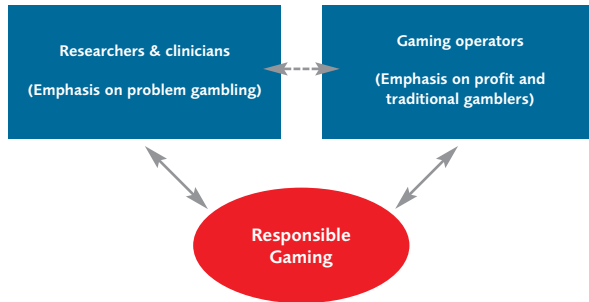 Researchers & clinicians
(Emphasis on problem gambling)
Gaming operators
(Emphasis on profit and
traditional gamblers)
Responsible
Gaming